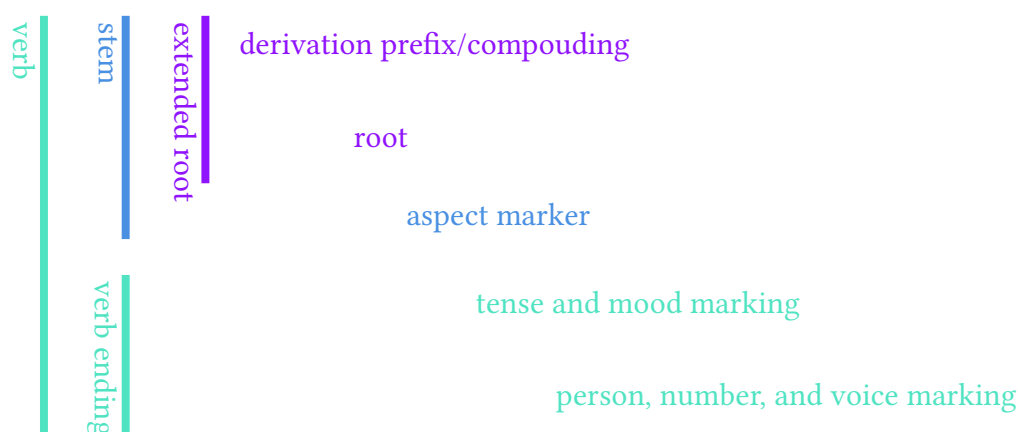 verb
stem
extended root
derivation prefix/compouding
root
aspect marker
verb ending
tense and mood marking
person, number, and voice marking